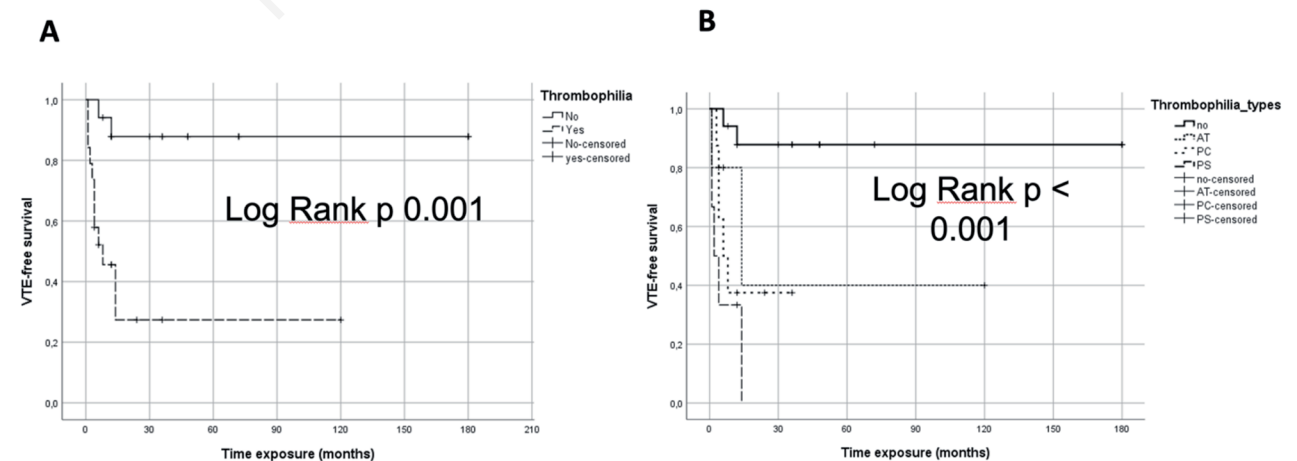 A
B
Thrombophilia
No
Yes
No-censored
yes-censored
1,0
0,8
0,6
0,4
0,2
0,0
VTE-free survival
Log Rank p 0.001
0 30 60 90 120 150 180 210
Time exposure (months)
Thrombophilia_types
no
AT
PC
PS
no-censored
AT-censored
PC-censored
PS-censored
1,0
0,8
0,6
0,4
0,2
0,0
VTE-free survival
Log Rank p <
0.001
0 30 60 90 120 150 180
Time exposure (months)